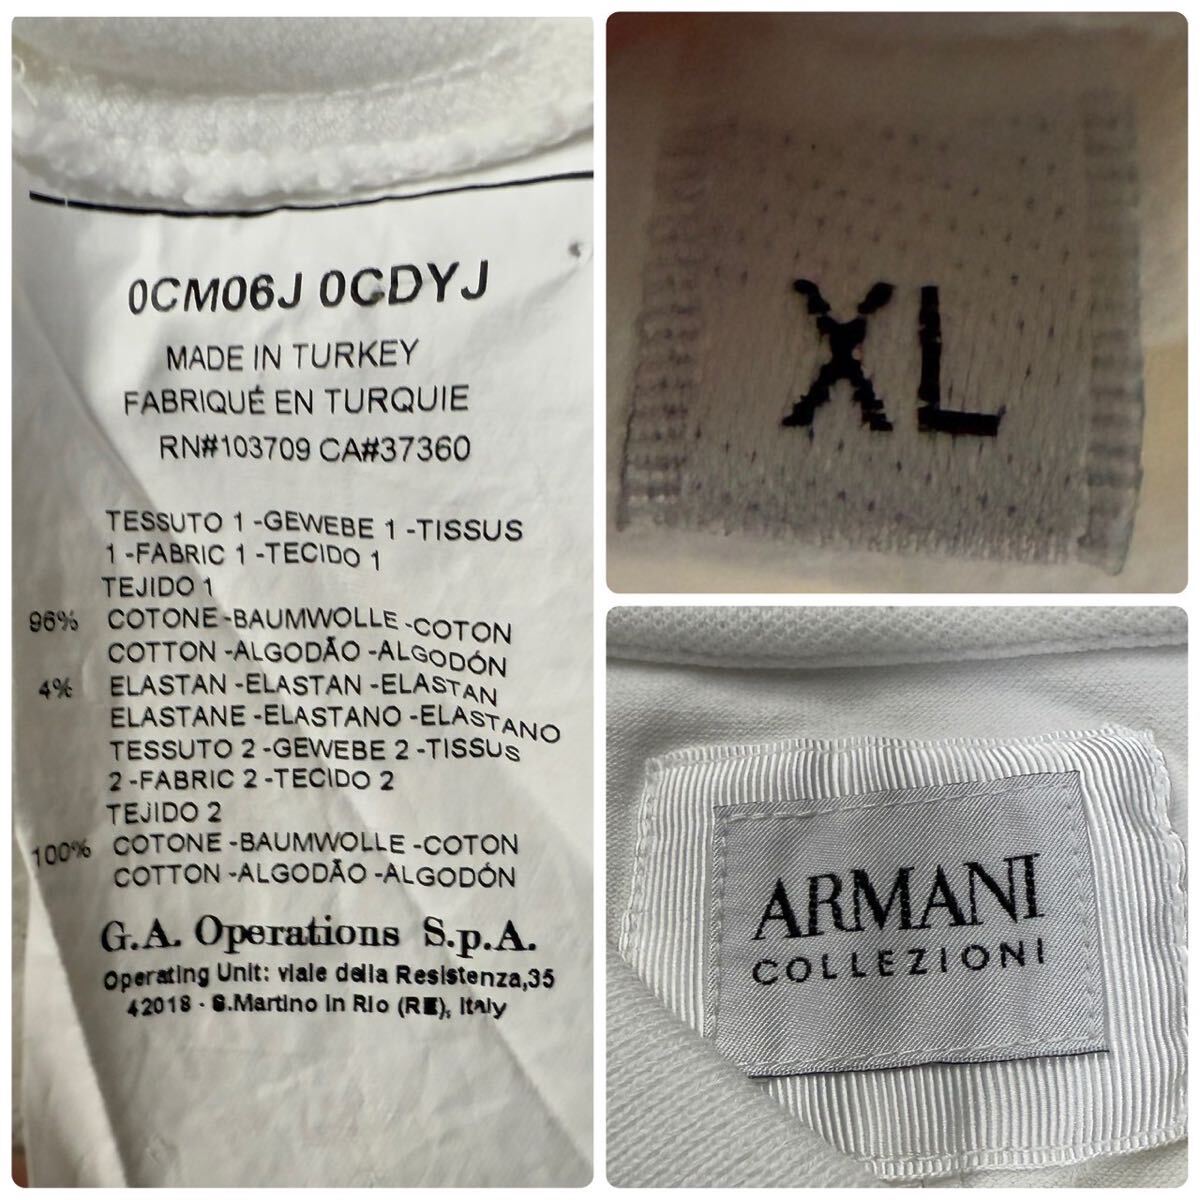 0CM06J 0CDYJ
MADE IN TURKEY
FABRIQUÉ EN TURQUIE
RN#103709 CA#37360
TESSUTO 1 -GEWEBE 1 -TISSUS
1 -FABRIC 1 -TECIDO 1
TEJIDO 1
96% COTONE -BAUMWOLLE -COTON
COTTON -ALGODÃO -ALGODÓN
4% ELASTAN -ELASTAN -ELASTAN
ELASTANE -ELASTANO -ELASTANO
TESSUTO 2 -GEWEBE 2 -TISSUS
2 -FABRIC 2 -TECIDO 2
TEJIDO 2
100% COTONE -BAUMWOLLE -COTON
COTTON -ALGODÃO -ALGODÓN
G.A. Operations S.p.A.
Operating Unit: viale della Resistenza,35
42018 - S.Martino in Rio (RE), Italy
XL
ARMANI
COLLEZIONI